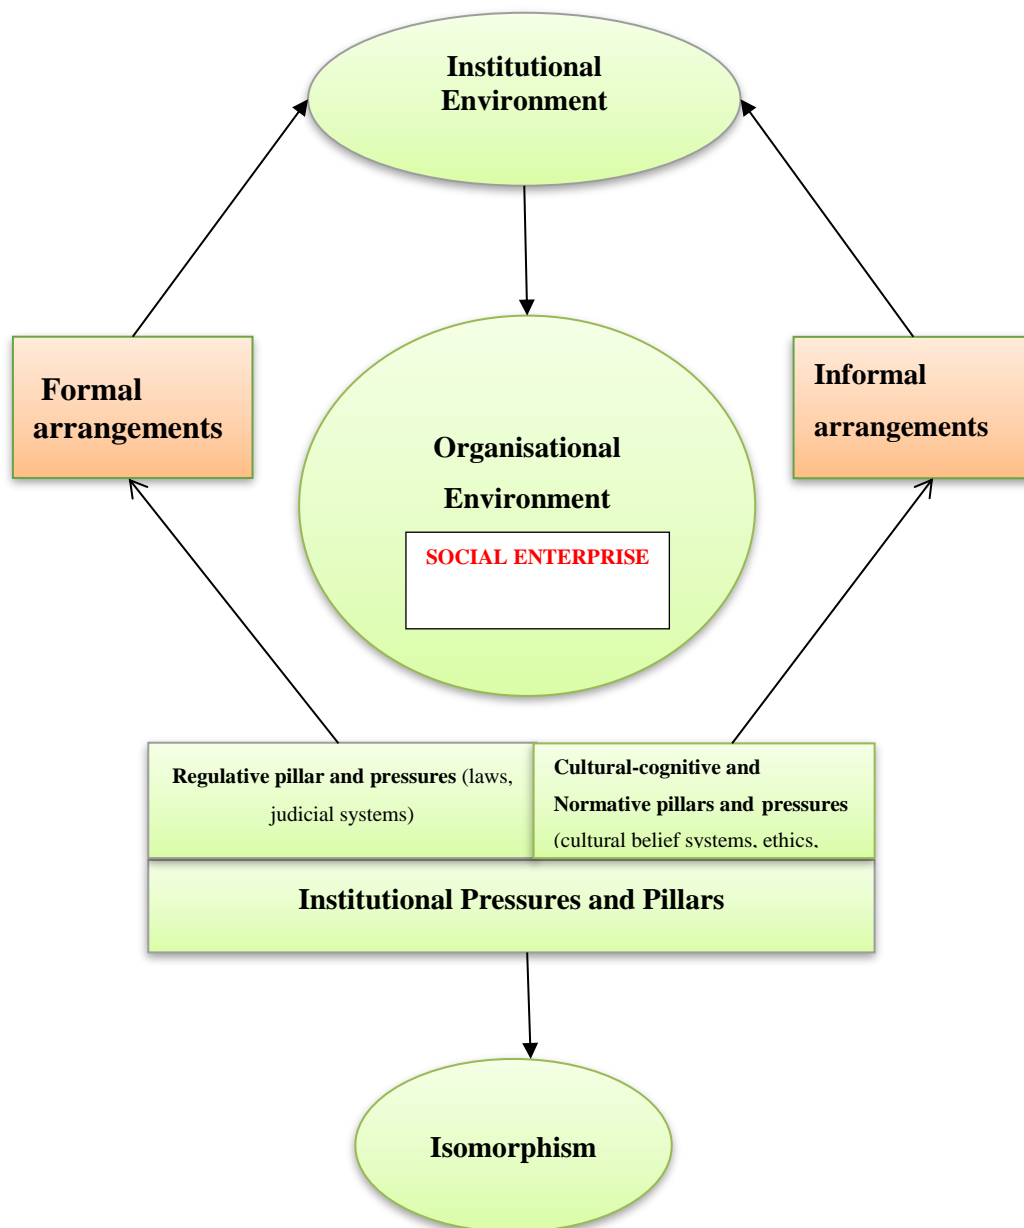 Institutional
Environment
Formal
arrangements
Informal
arrangements
Organisational
Environment
SOCIAL ENTERPRISE
Regulative pillar and pressures (laws,
judicial systems)
Cultural-cognitive and
Normative pillars and pressures
(cultural belief systems, ethics,
Institutional Pressures and Pillars
Isomorphism